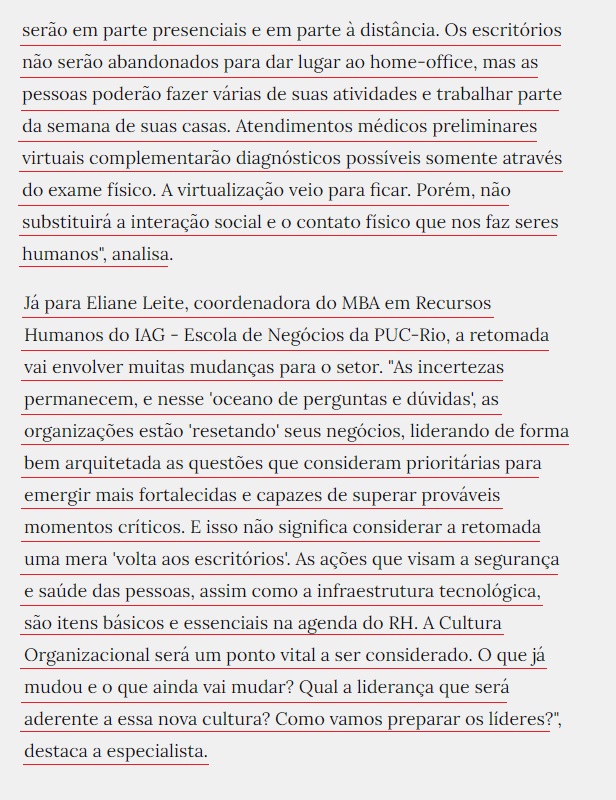 serão em parte presenciais e em parte à distância. Os escritórios
não serão abandonados para dar lugar ao home-office, mas as
pessoas poderão fazer várias de suas atividades e trabalhar parte
da semana de suas casas. Atendimentos médicos preliminares
virtuais complementarão diagnósticos possíveis somente através
do exame físico. A virtualização veio para ficar. Porém, não
substituirá a interação social e o contato físico que nos faz seres
humanos", analisa.
Já para Eliane Leite, coordenadora do MBA em Recursos
Humanos do IAG - Escola de Negócios da PUC-Rio, a retomada
vai envolver muitas mudanças para o setor. "As incertezas
permanecem, e nesse 'oceano de perguntas e dúvidas', as
organizações estão 'resetando' seus negócios, liderando de forma
bem arquitetada as questões que consideram prioritárias para
emergir mais fortalecidas e capazes de superar prováveis
momentos críticos. E isso não significa considerar a retomada
uma mera 'volta aos escritórios'. As ações que visam a segurança
e saúde das pessoas, assim como a infraestrutura tecnológica,
são itens básicos e essenciais na agenda do RH. A Cultura
Organizacional será um ponto vital a ser considerado. O que já
mudou e o que ainda vai mudar? Qual a liderança que será
aderente a essa nova cultura? Como vamos preparar os líderes?",
destaca a especialista.